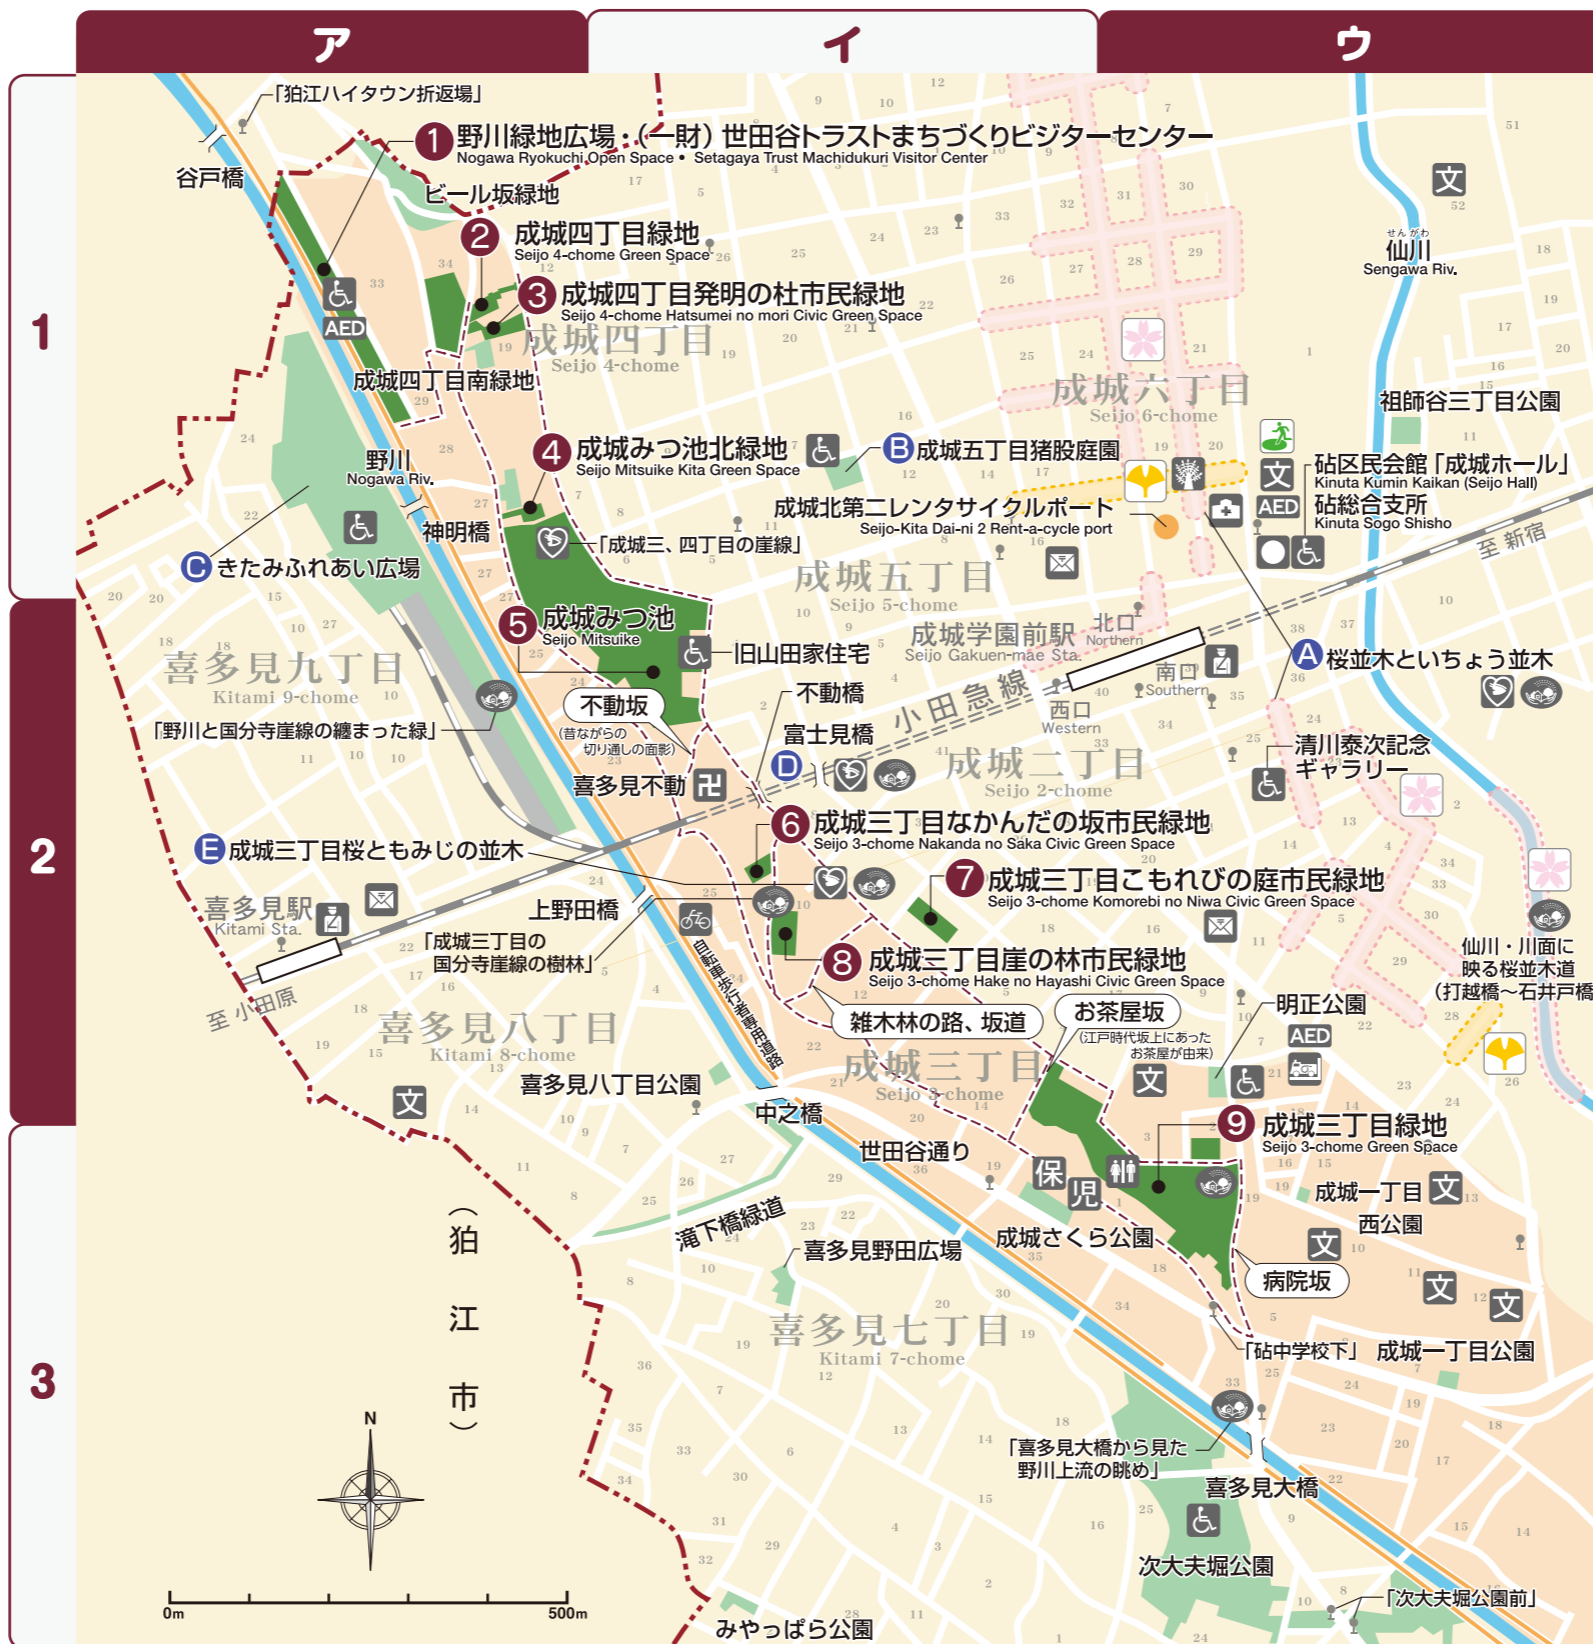 ア
イ
ウ
1
2
3
「狛江ハイタウン折返場」
谷戸橋
1 野川緑地広場・(一財)世田谷トラストまちづくりビジターセンター
Nogawa Ryokuchi Open Space • Setagaya Trust Machidukuri Visitor Center
ビール坂緑地
2 成城四丁目緑地
Seijo 4-chome Green Space
3 成城四丁目発明の杜市民緑地
Seijo 4-chome Hatsumei no mori Civic Green Space
成城四丁目
Seijo 4-chome
AED
成城四丁目南緑地
せんがわ
仙川
Sengawa Riv.
文
成城六丁目
Seijo 6-chome
祖師谷三丁目公園
4 成城みつ池北緑地
Seijo Mitsuike Kita Green Space
B 成城五丁目猪股庭園
野川
Nogawa Riv.
神明橋
「成城三、四丁目の崖線」
成城北第二レンタサイクルポート
Seijo-Kita Dai-ni 2 Rent-a-cycle port
文
AED
砧区民会館「成城ホール」
Kinuta Kumin Kaikan (Seijo Hall)
砧総合支所
Kinuta Sogo Shisho
至 新宿
C きたみふれあい広場
成城五丁目
Seijo 5-chome
5 成城みつ池
Seijo Mitsuike
旧山田家住宅
成城学園前駅
Seijo Gakuen-mae Sta.
北口
Northern
南口
Southern
西口
Western
A 桜並木といちょう並木
喜多見九丁目
Kitami 9-chome
「野川と国分寺崖線の纏まった緑」
不動坂
(昔ながらの
切り通しの面影)
不動橋
富士見橋
D
小田急線
喜多見不動
卍
成城二丁目
Seijo 2-chome
清川泰次記念
ギャラリー
6 成城三丁目なかんだの坂市民緑地
Seijo 3-chome Nakanda no Saka Civic Green Space
E 成城三丁目桜ともみじの並木
7 成城三丁目こもれびの庭市民緑地
Seijo 3-chome Komorebi no Niwa Civic Green Space
喜多見駅
Kitami Sta.
上野田橋
「成城三丁目の
国分寺崖線の樹林」
自転車歩行者専用道路
8 成城三丁目崖の林市民緑地
Seijo 3-chome Hake no Hayashi Civic Green Space
仙川・川面に
映る桜並木道
(打越橋〜石井戸橋
至 小田原
雑木林の路、坂道
お茶屋坂
(江戸時代坂上にあった
お茶屋が由来)
明正公園
AED
喜多見八丁目
Kitami 8-chome
成城三丁目
Seijo 3-chome
文
文
喜多見八丁目公園
中之橋
世田谷通り
9 成城三丁目緑地
Seijo 3-chome Green Space
保
児
成城さくら公園
成城一丁目
西公園
文
文
文
文
病院坂
滝下橋緑道
喜多見野田広場
(狛江市)
喜多見七丁目
Kitami 7-chome
「砧中学校下」
成城一丁目公園
「喜多見大橋から見た
野川上流の眺め」
喜多見大橋
次大夫堀公園
「次大夫堀公園前」
みやっぱら公園
N
0m
500m